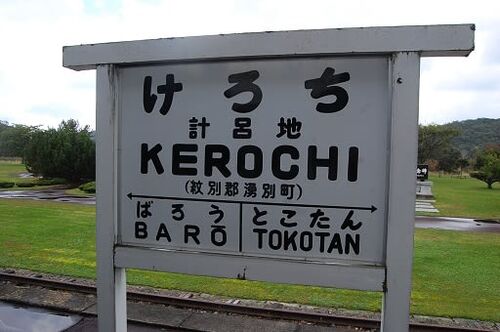 けろち
計呂地
KEROCHI
(紋別郡湧別町)
ばろう とこたん
BARŌ TOKOTAN